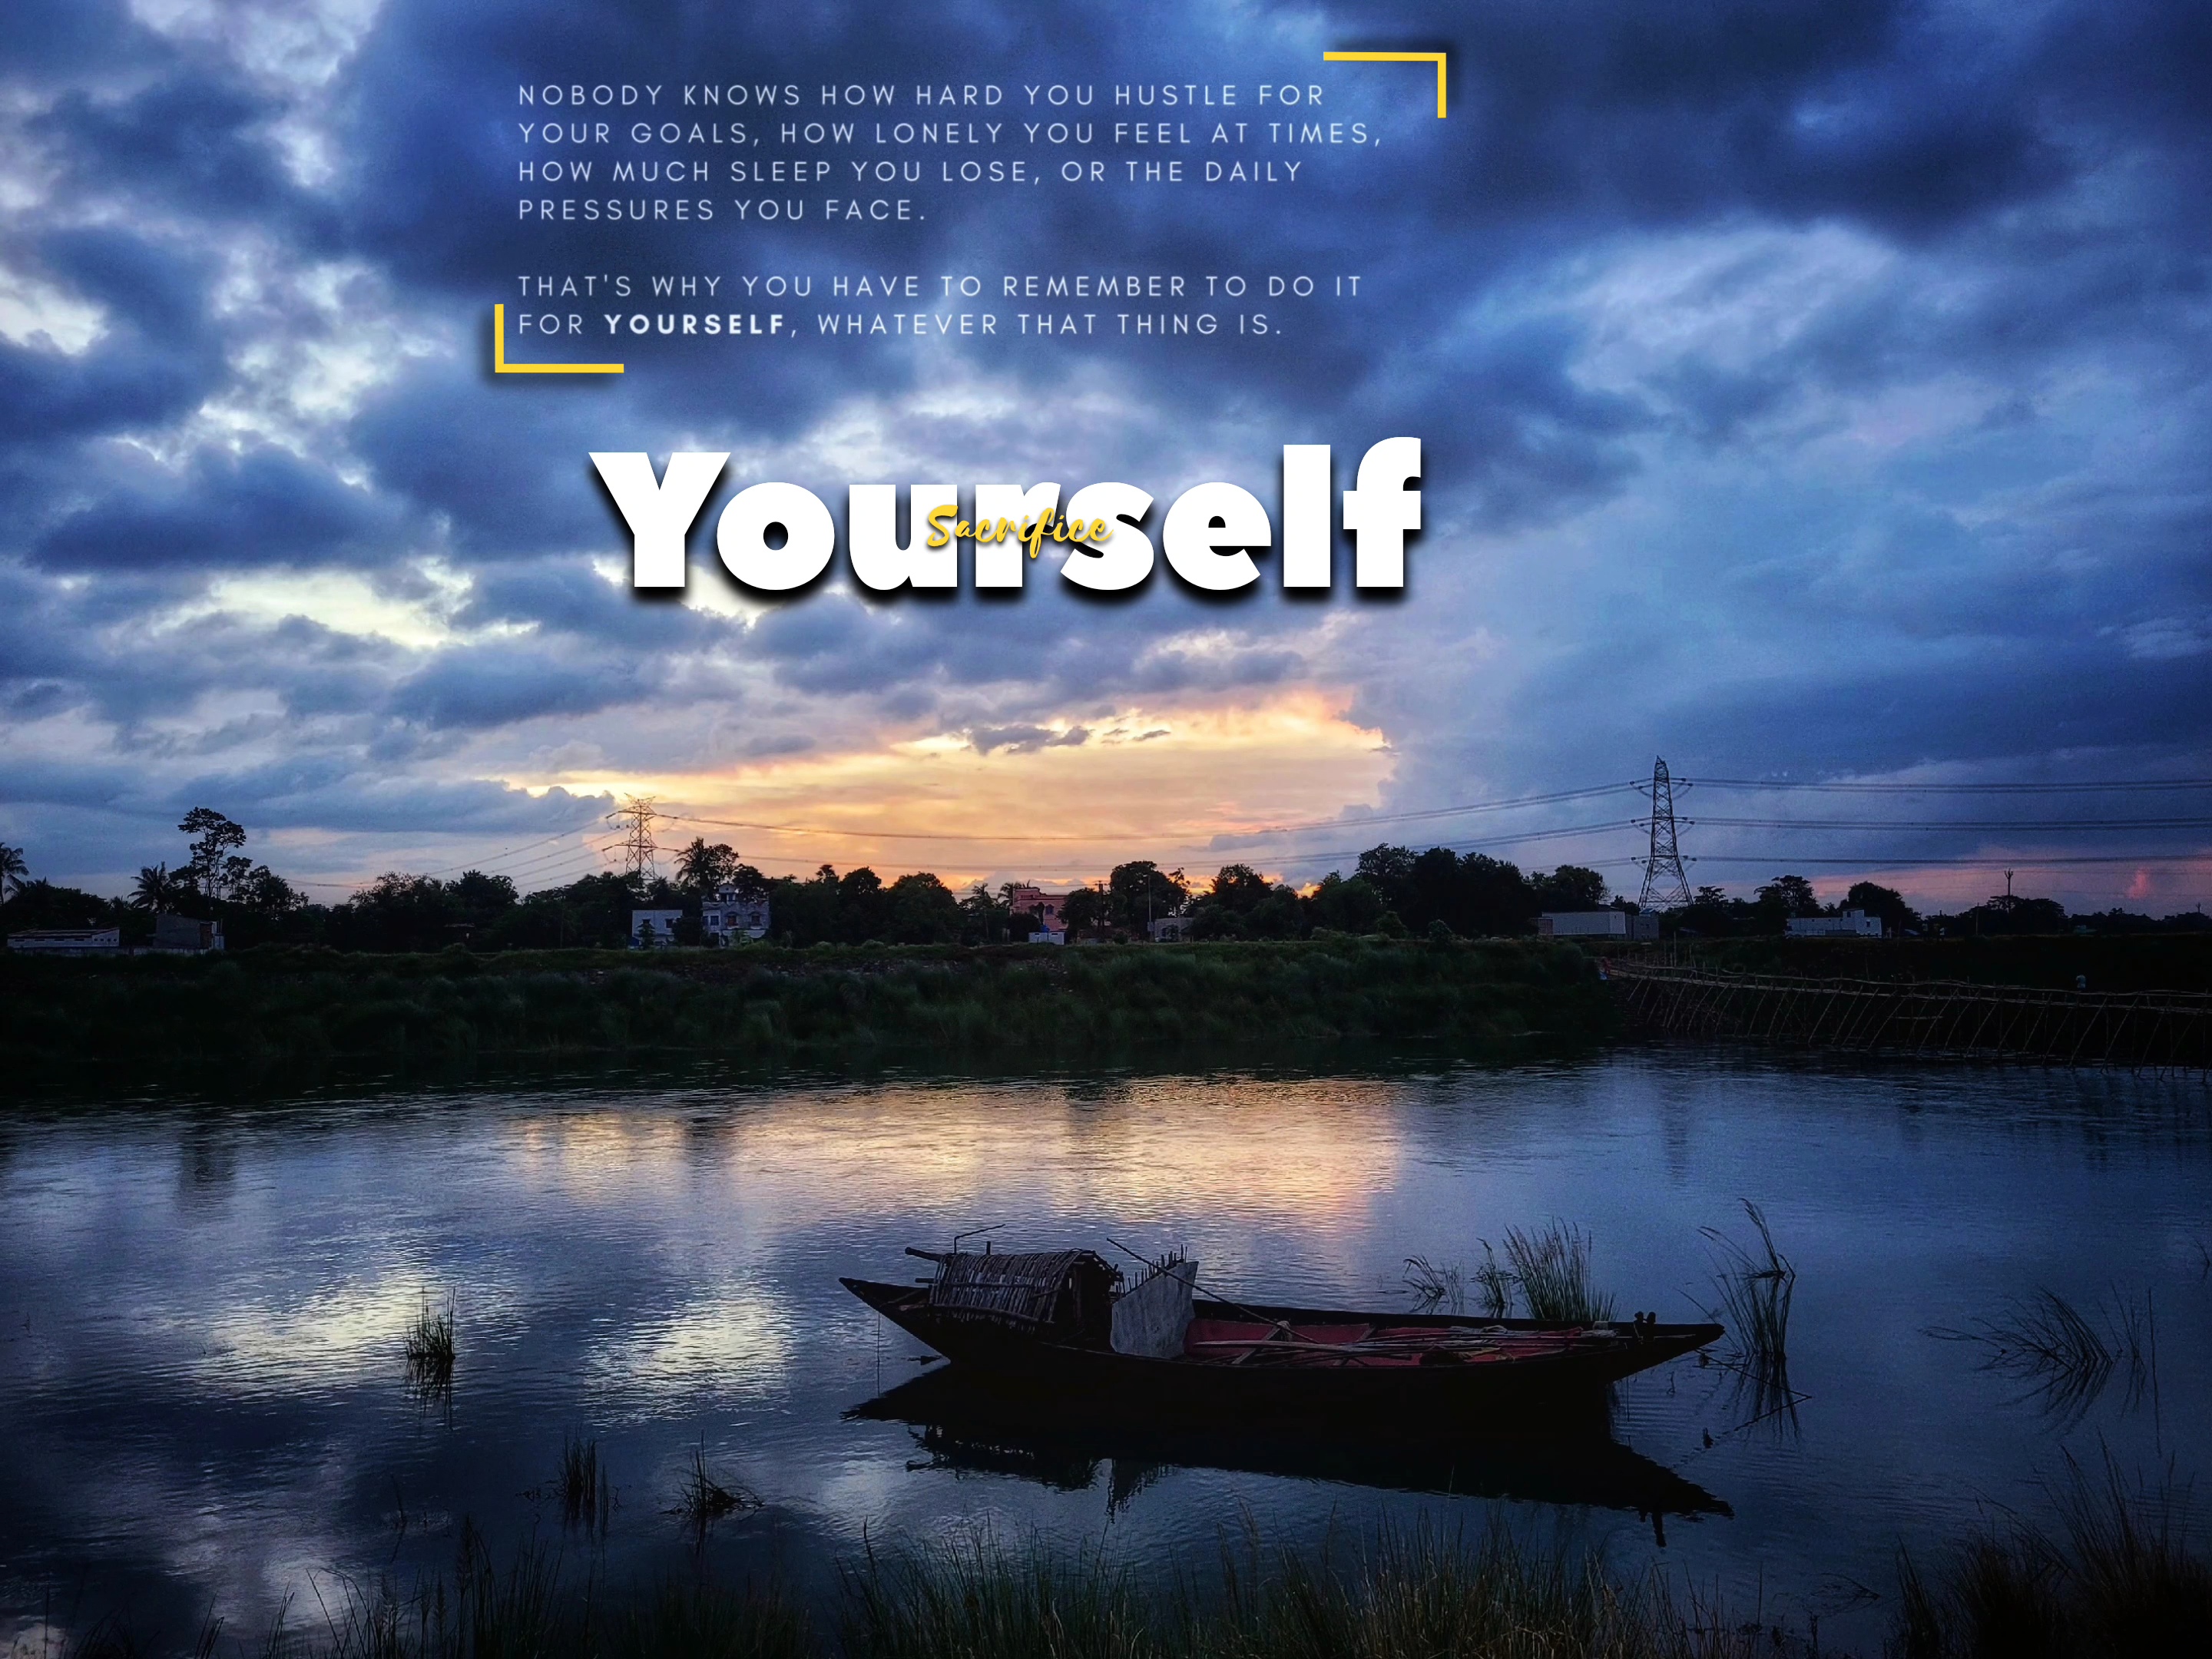 NOBODY KNOWS HOW HARD YOU HUSTLE FOR
YOUR GOALS, HOW LONELY YOU FEEL AT TIMES,
HOW MUCH SLEEP YOU LOSE, OR THE DAILY
PRESSURES YOU FACE.
THAT'S WHY YOU HAVE TO REMEMBER TO DO IT
FOR YOURSELF, WHATEVER THAT THING IS.
Yourself
Sacrifice